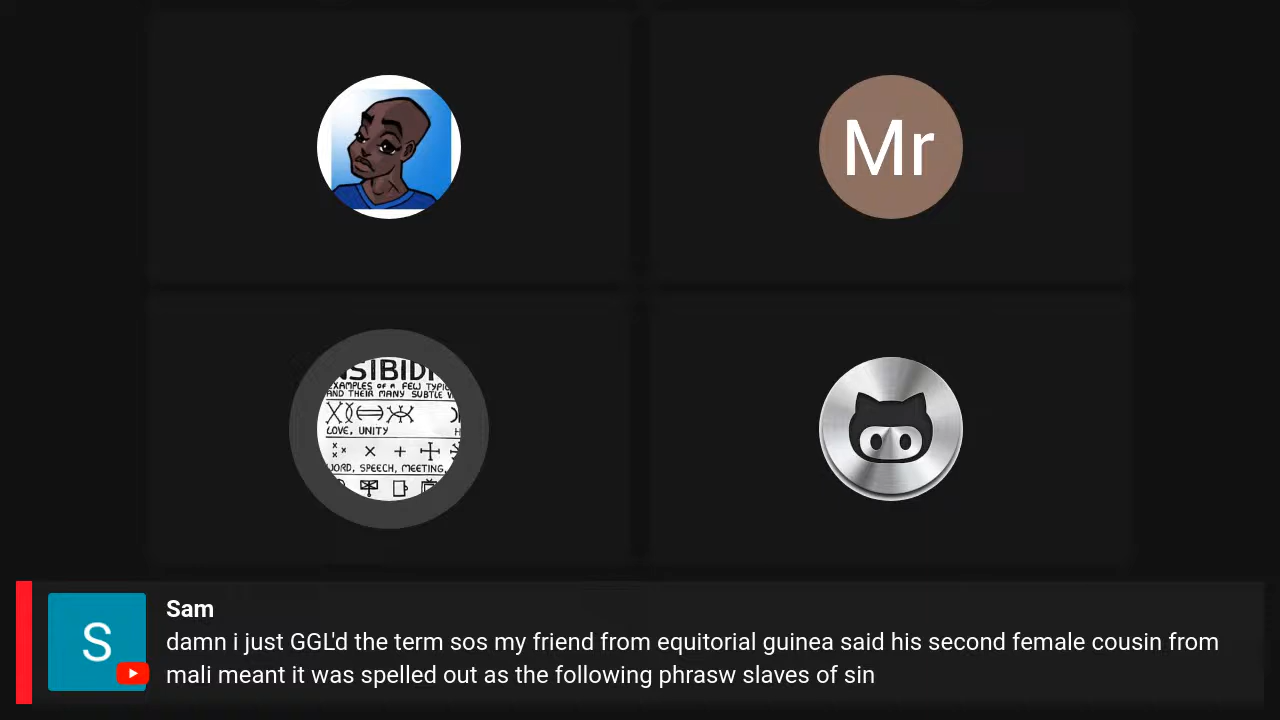 Mr
NSIBIDI
EXAMPLES OF A FEW TYPIC
AND THEIR MANY SUBTLE V
LOVE, UNITY
H
WORD, SPEECH, MEETING,
S
Sam
damn i just GGL'd the term sos my friend from equitorial guinea said his second female cousin from
mali meant it was spelled out as the following phrasw slaves of sin